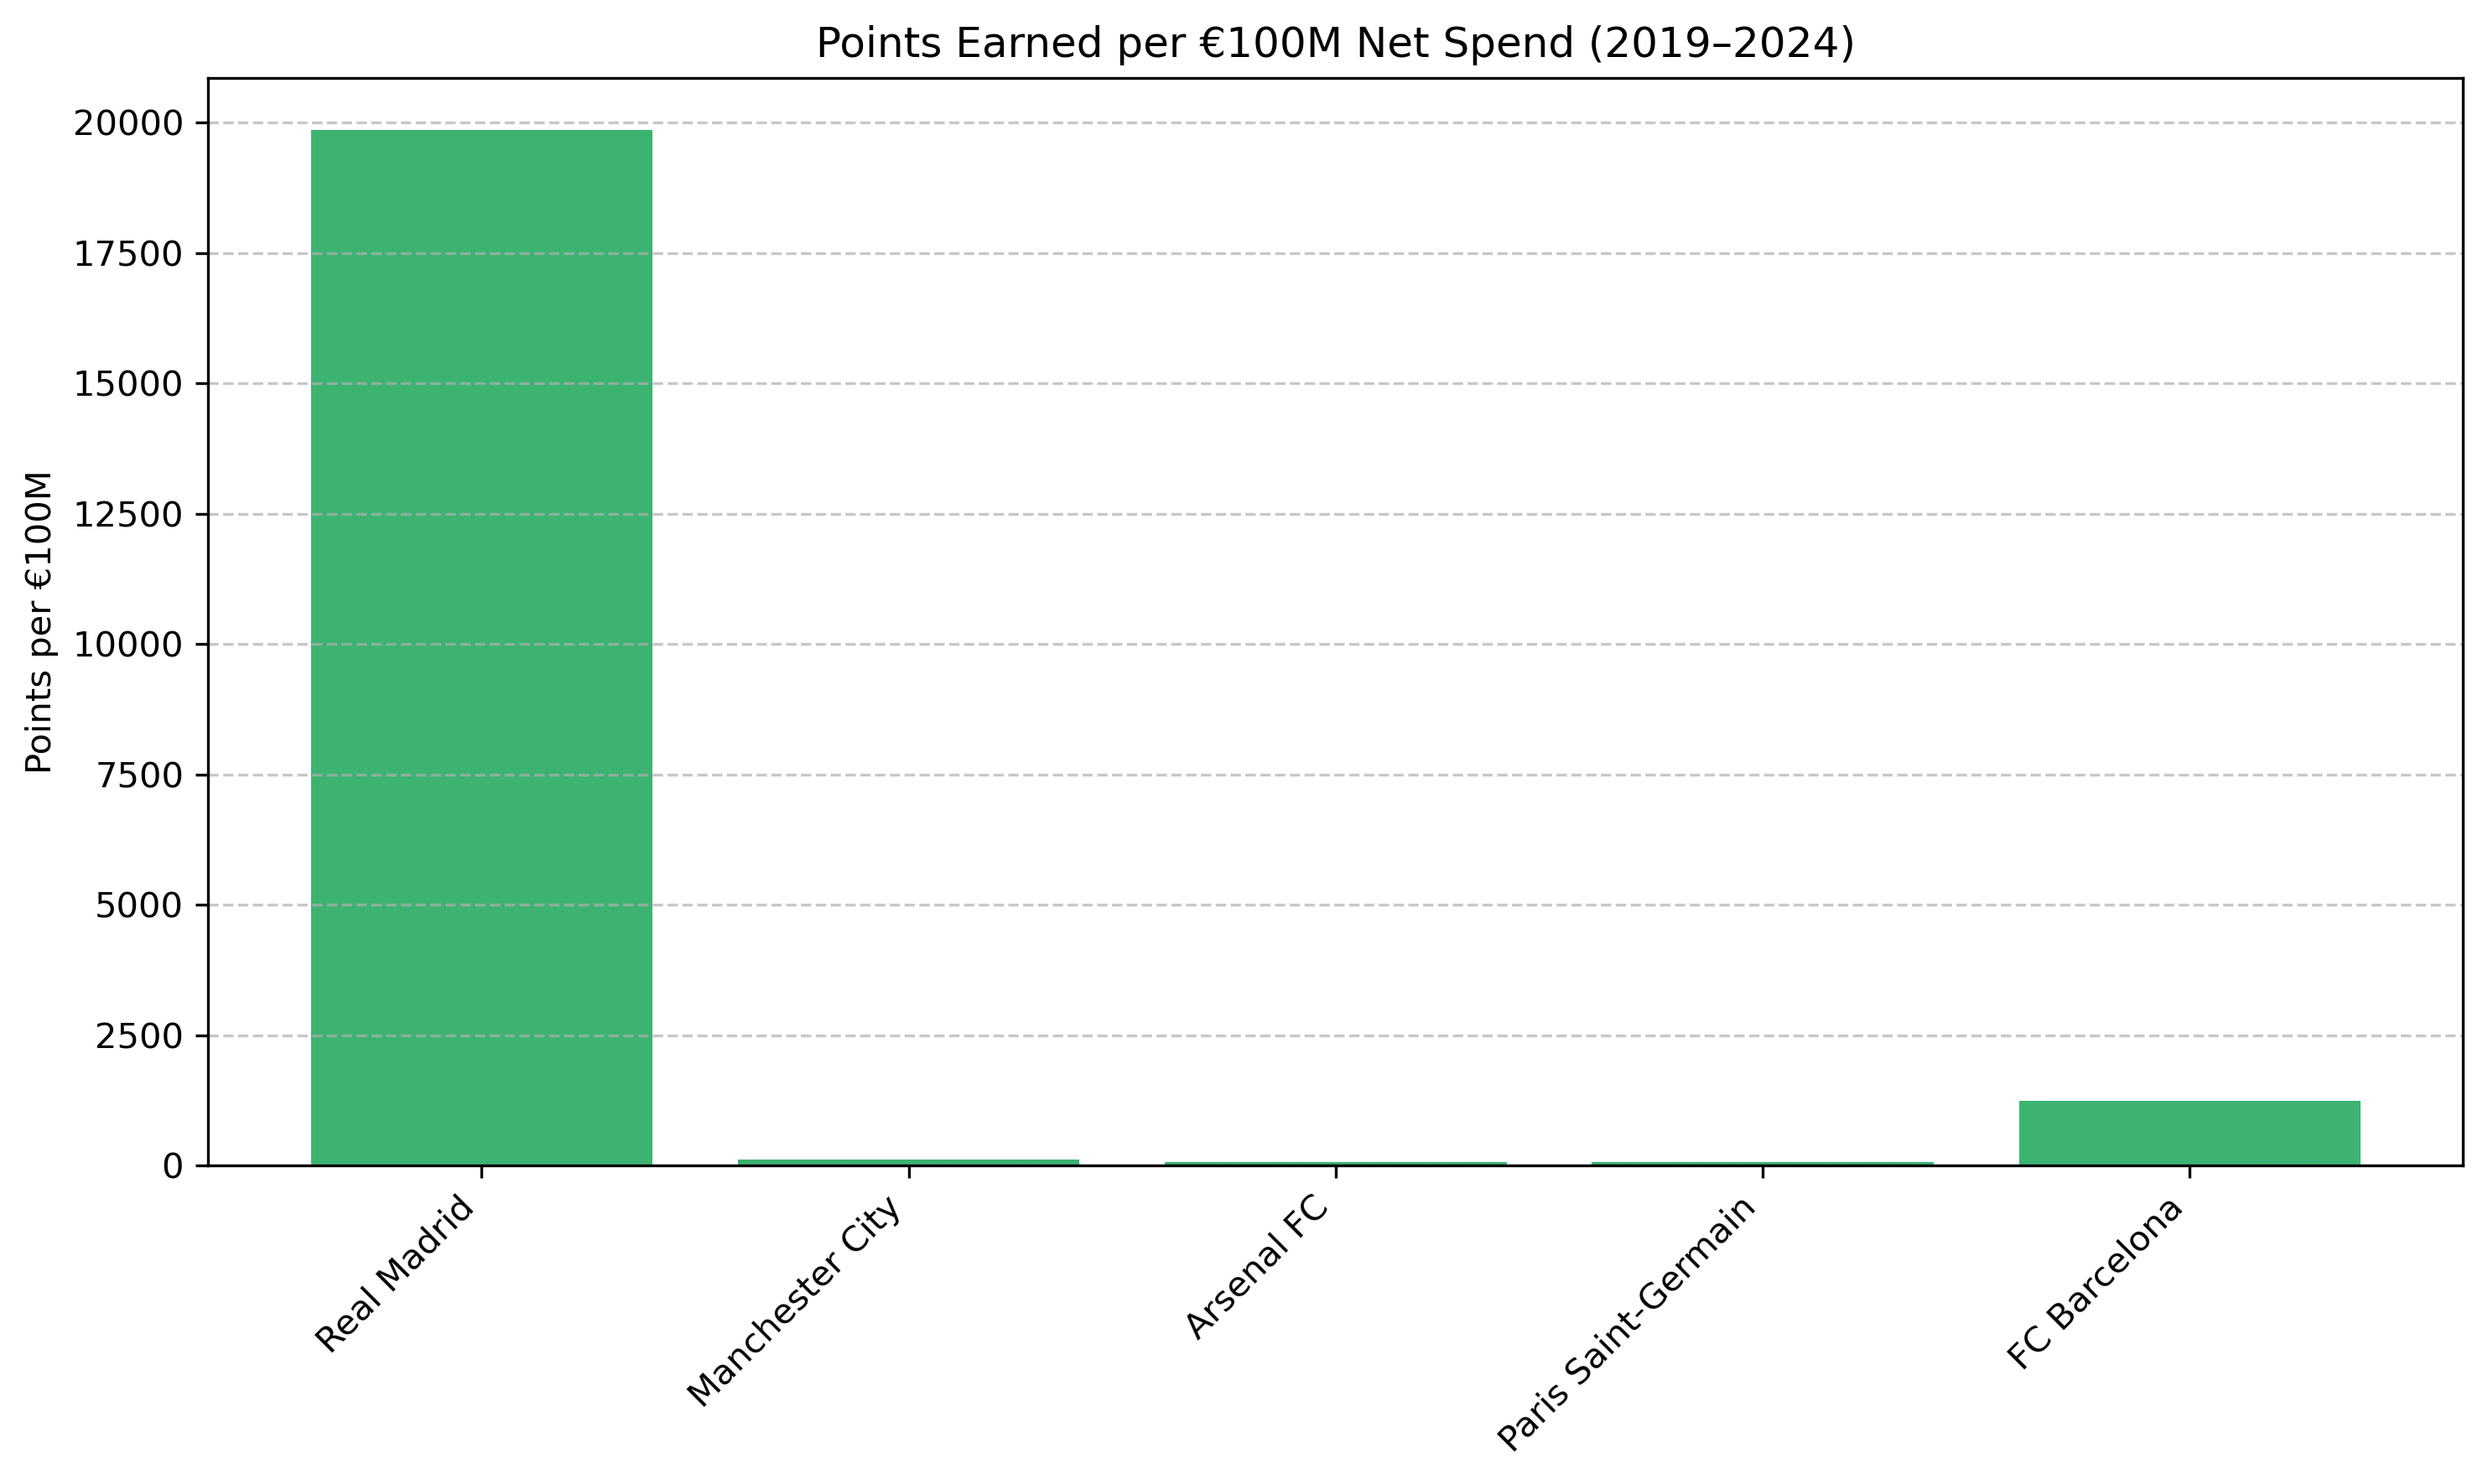 Points Earned per €100M Net Spend (2019–2024)
Points per €100M
20000
17500
15000
12500
10000
7500
5000
2500
0
Real Madrid
Manchester City
Arsenal FC
Paris Saint-Germain
FC Barcelona